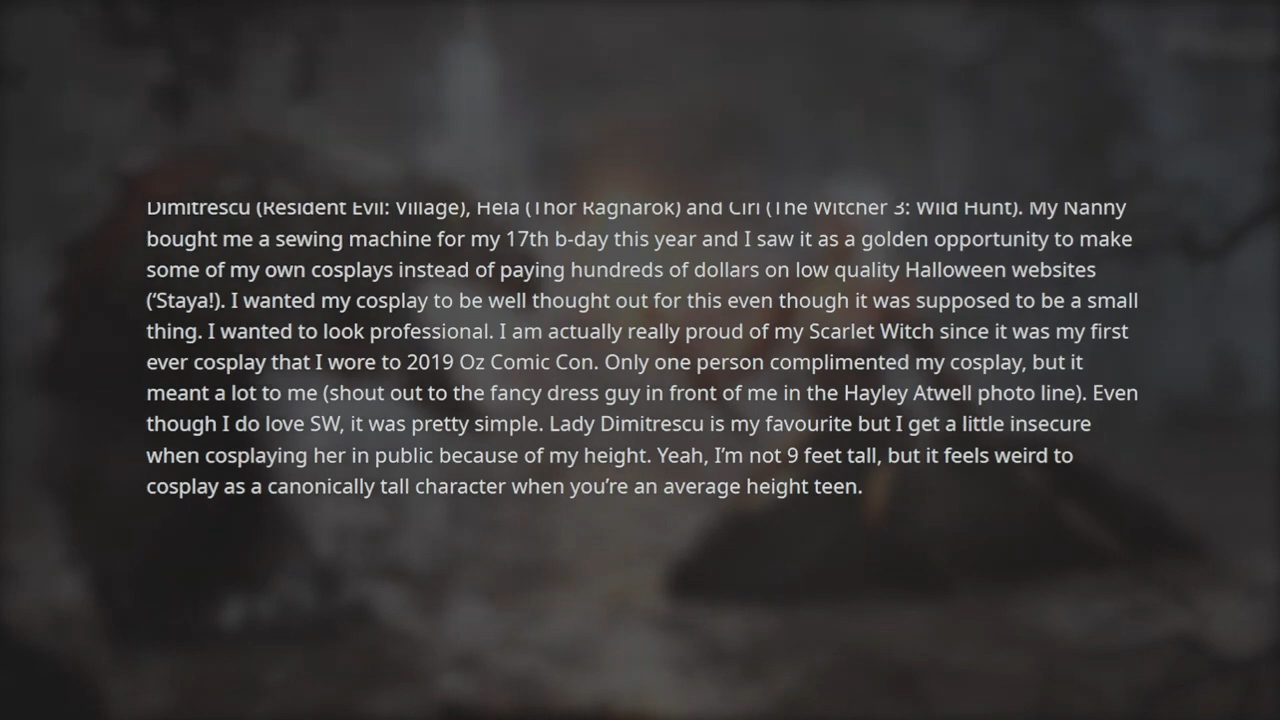 Dimitrescu (Resident Evil: Village), Hela (Thor Ragnarok) and Ciri (The Witcher 3: Wild Hunt). My Nanny
bought me a sewing machine for my 17th b-day this year and I saw it as a golden opportunity to make
some of my own cosplays instead of paying hundreds of dollars on low quality Halloween websites
(‘Staya!). I wanted my cosplay to be well thought out for this even though it was supposed to be a small
thing. I wanted to look professional. I am actually really proud of my Scarlet Witch since it was my first
ever cosplay that I wore to 2019 Oz Comic Con. Only one person complimented my cosplay, but it
meant a lot to me (shout out to the fancy dress guy in front of me in the Hayley Atwell photo line). Even
though I do love SW, it was pretty simple. Lady Dimitrescu is my favourite but I get a little insecure
when cosplaying her in public because of my height. Yeah, I’m not 9 feet tall, but it feels weird to
cosplay as a canonically tall character when you’re an average height teen.